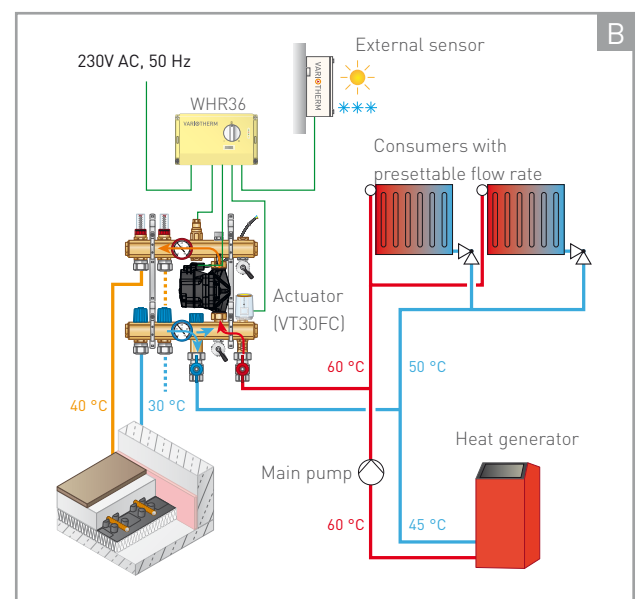 B
External sensor
230V AC, 50 Hz
VARIOTHERM
WHR36
VARIOTHERM
Consumers with
presettable flow rate
Actuator
(VT30FC)
60 °C
50 °C
40 °C
30 °C
Heat generator
Main pump
60 °C
45 °C